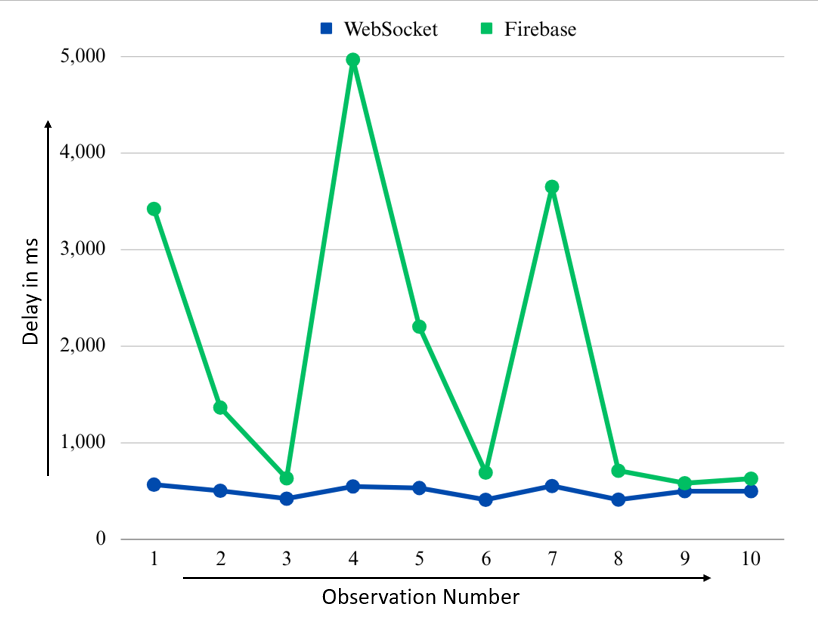 WebSocket Firebase
5,000
4,000
3,000
2,000
1,000
0
Delay in ms
1 2 3 4 5 6 7 8 9 10
Observation Number